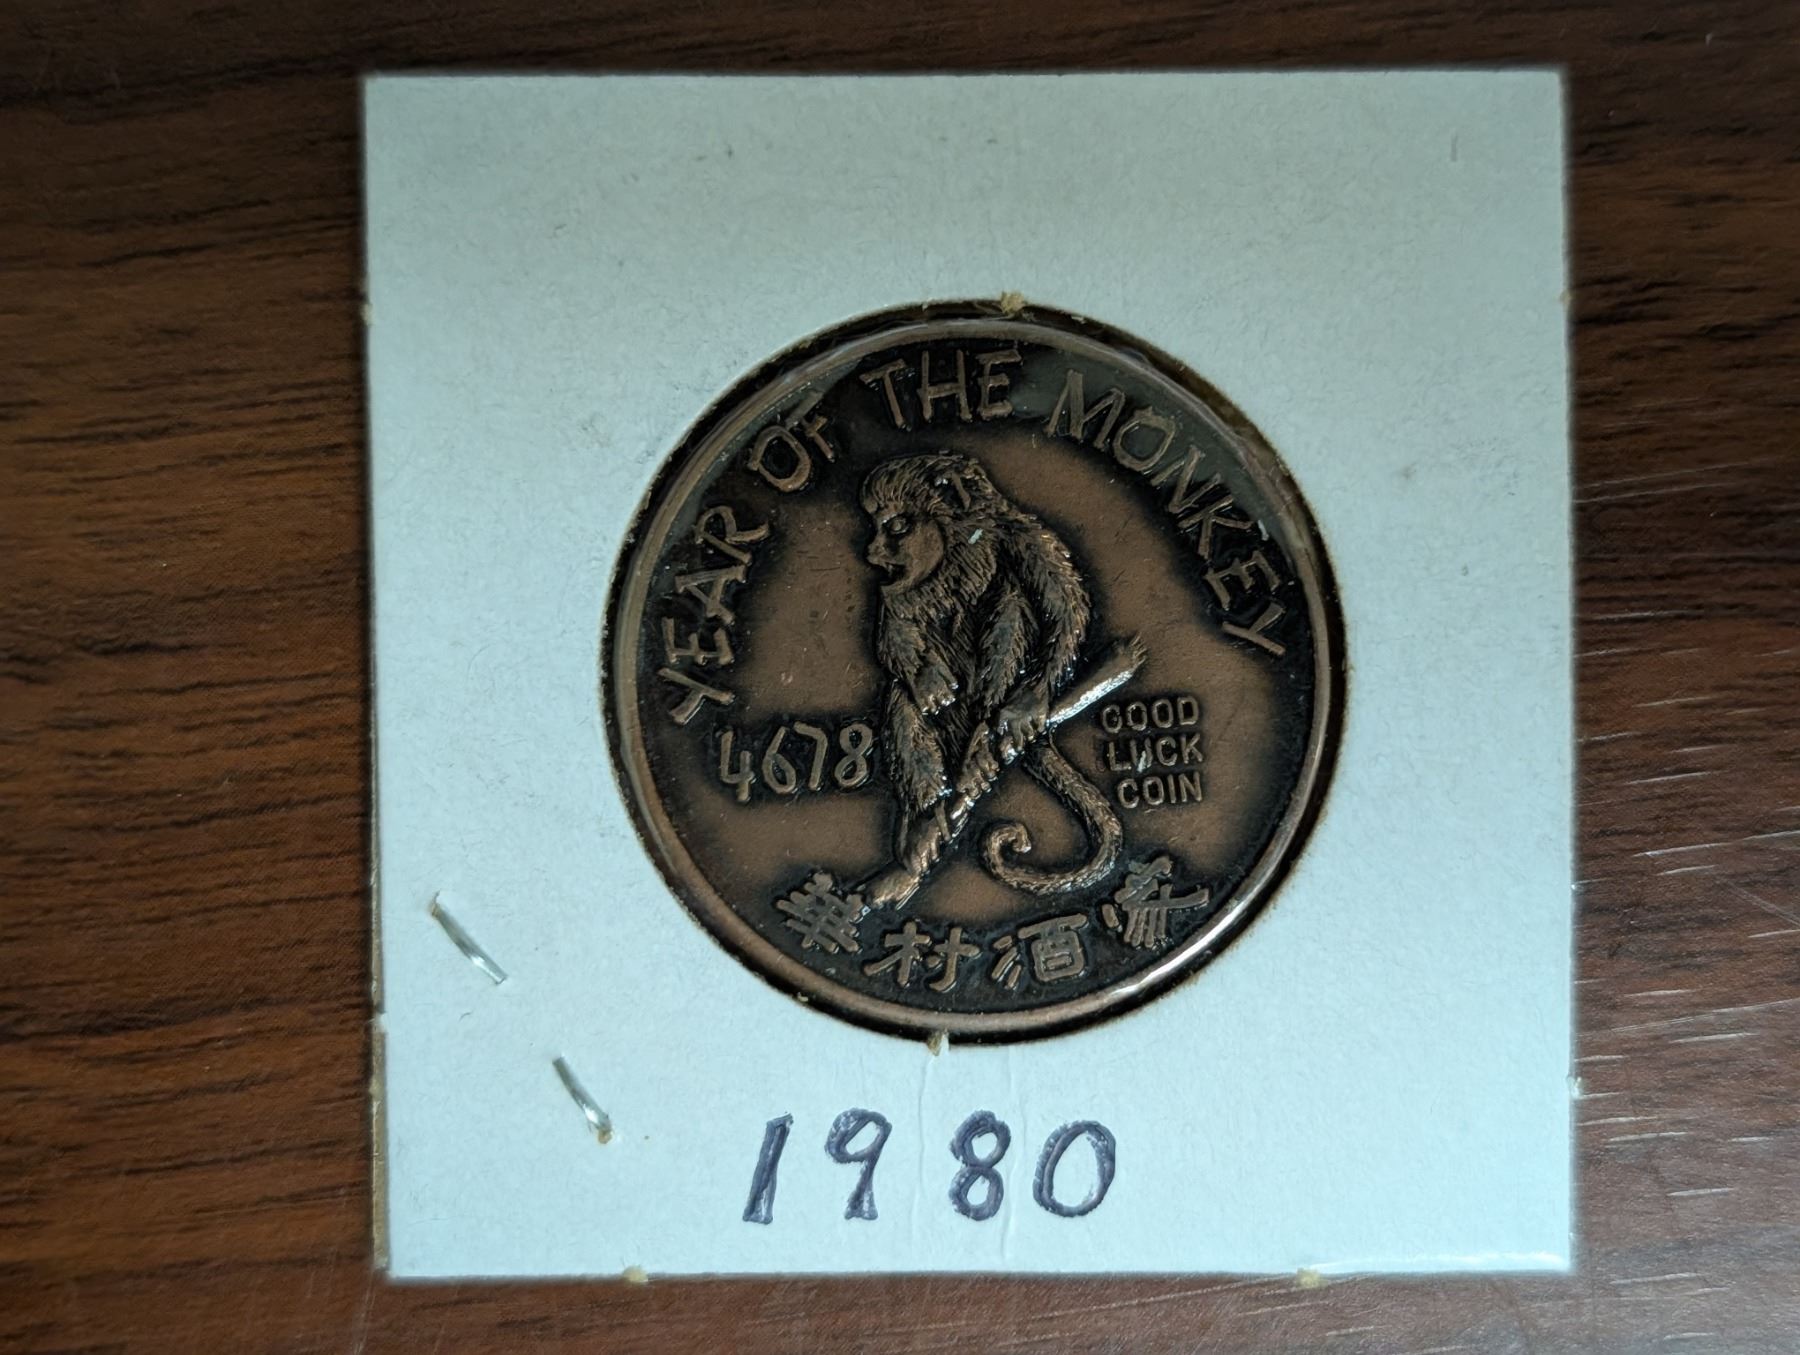 YEAR OF THE MONKEY
4678
GOOD
LUCK
COIN
華村酒家
1980